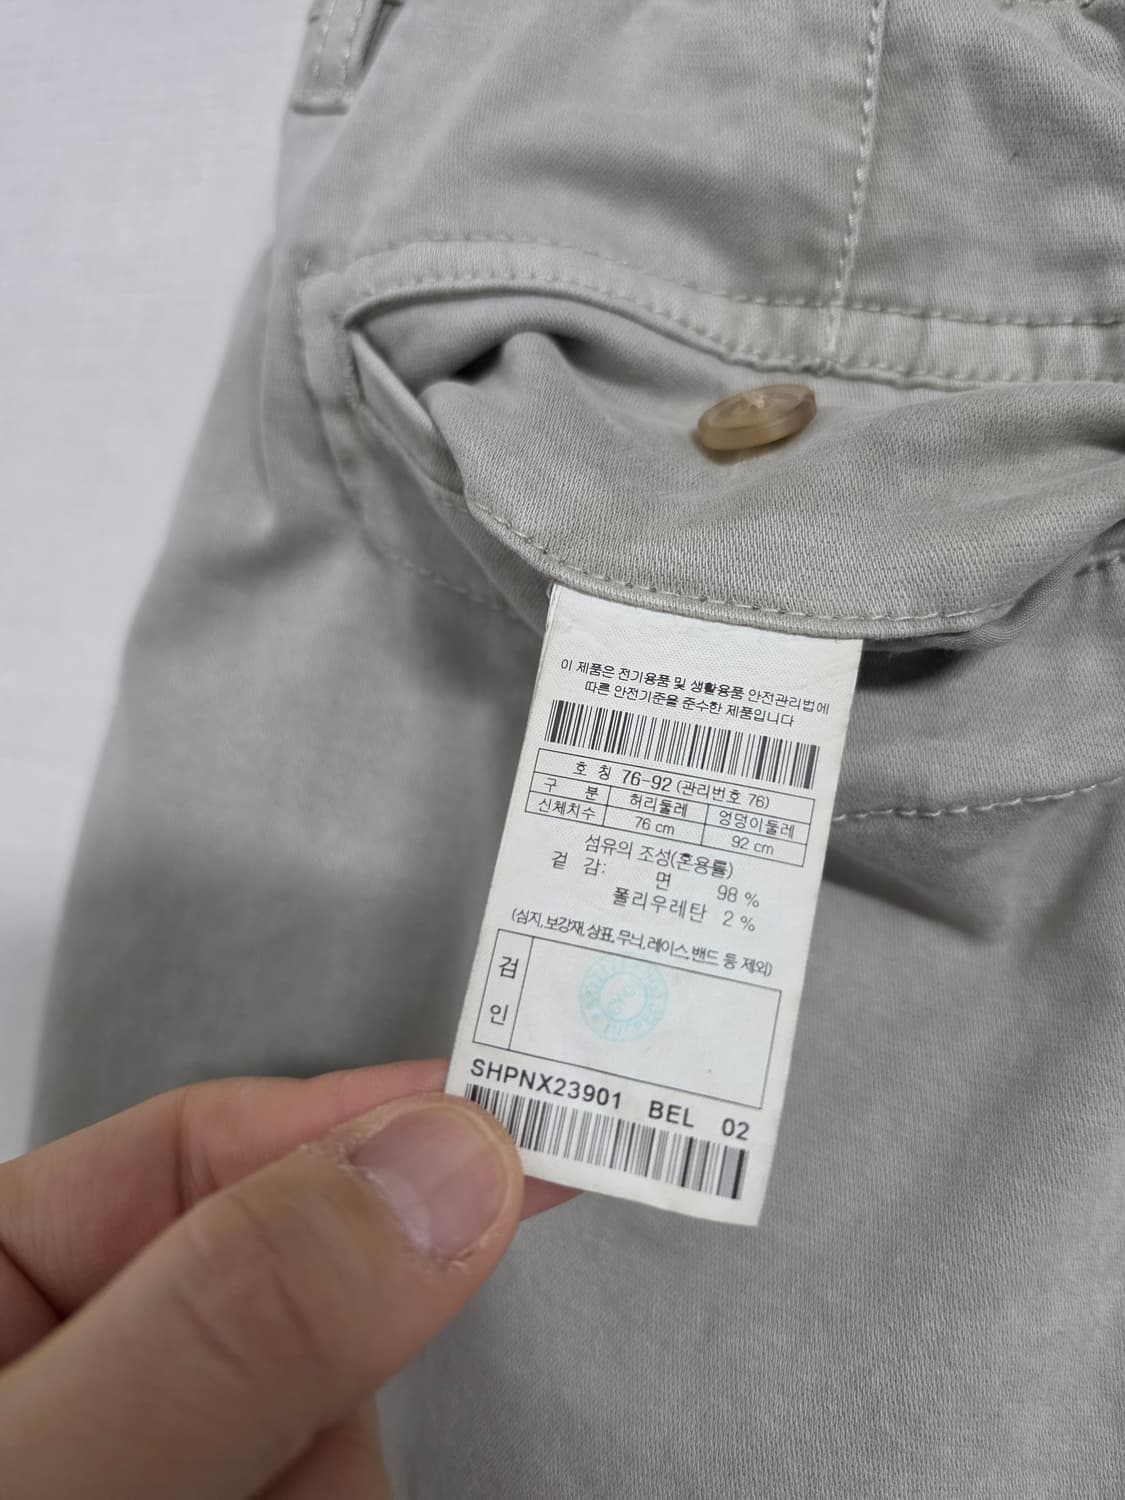 이 제품은 전기용품 및 생활용품 안전관리법에
따른 안전기준을 준수한 제품입니다
호 칭 76-92 (관리번호 76)
구 분 허리둘레 엉덩이둘레
신체치수 76 cm 92 cm
섬유의 조성(혼용률)
겉 감: 면 98 %
폴리우레탄 2 %
(심지,보강재,상표,무늬,레이스,밴드 등 제외)
검
인
SHPNX23901 BEL 02